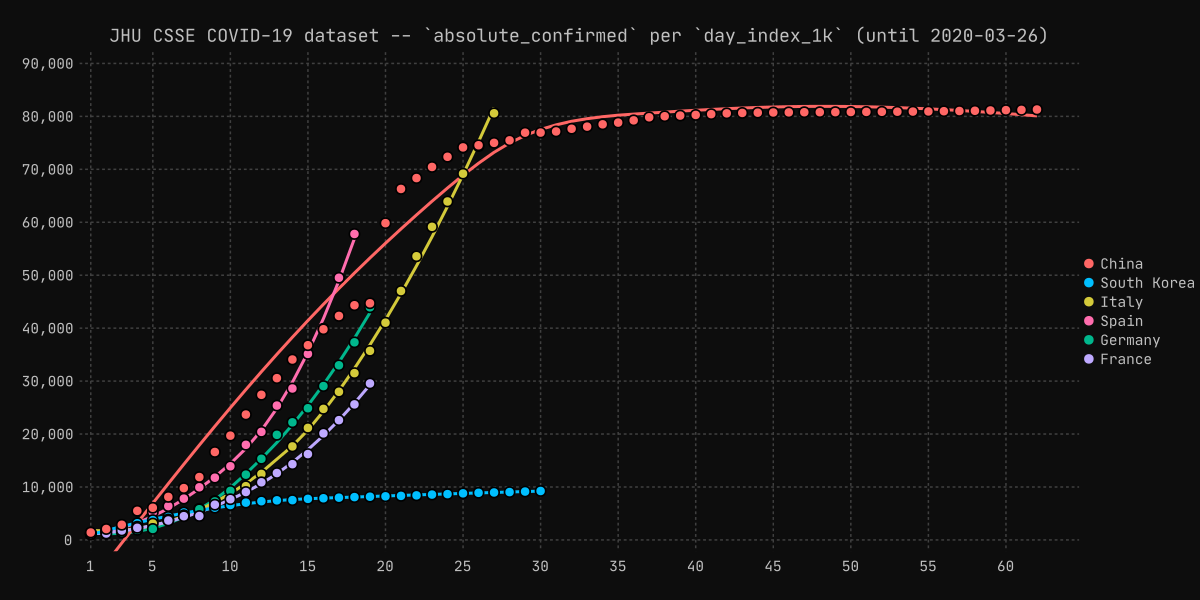 JHU CSSE COVID-19 dataset -- `absolute_confirmed` per `day_index_1k` (until 2020-03-26)
90,000
80,000
70,000
60,000
50,000
40,000
30,000
20,000
10,000
0
1 5 10 15 20 25 30 35 40 45 50 55 60
China
South Korea
Italy
Spain
Germany
France